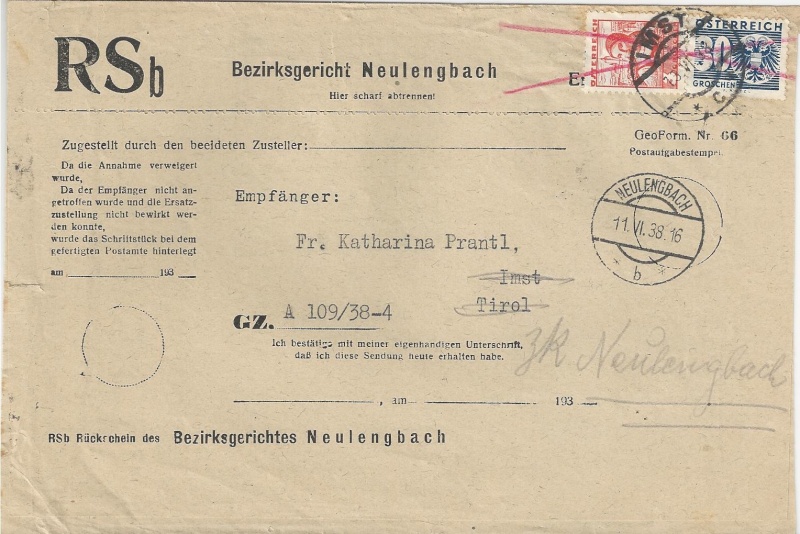 RSb
Bezirksgericht Neulengbach
Hier scharf abtrennen!
ÖSTERREICH
3
IMST
c
ÖSTERREICH
GROSCHEN
Zugestellt durch den beeideten Zusteller:
GeoForm. Nr. 66
Postaufgabestempel
Da die Annahme verweigert
wurde,
Da der Empfänger nicht an-
getroffen wurde und die Ersatz-
zustellung nicht bewirkt wer-
den konnte,
wurde das Schriftstück bei dem
gefertigten Postamte hinterlegt
am 193
Empfänger:
Fr. Katharina Prantl,
Imst
Tirol
NEULENGBACH
11. VI. 38. 16
* b *
GZ. A 109/38-4
Ich bestätige mit meiner eigenhändigen Unterschrift,
daß ich diese Sendung heute erhalten habe.
zk Neulengbach
, am 193
RSb Rückschein des Bezirksgerichtes Neulengbach